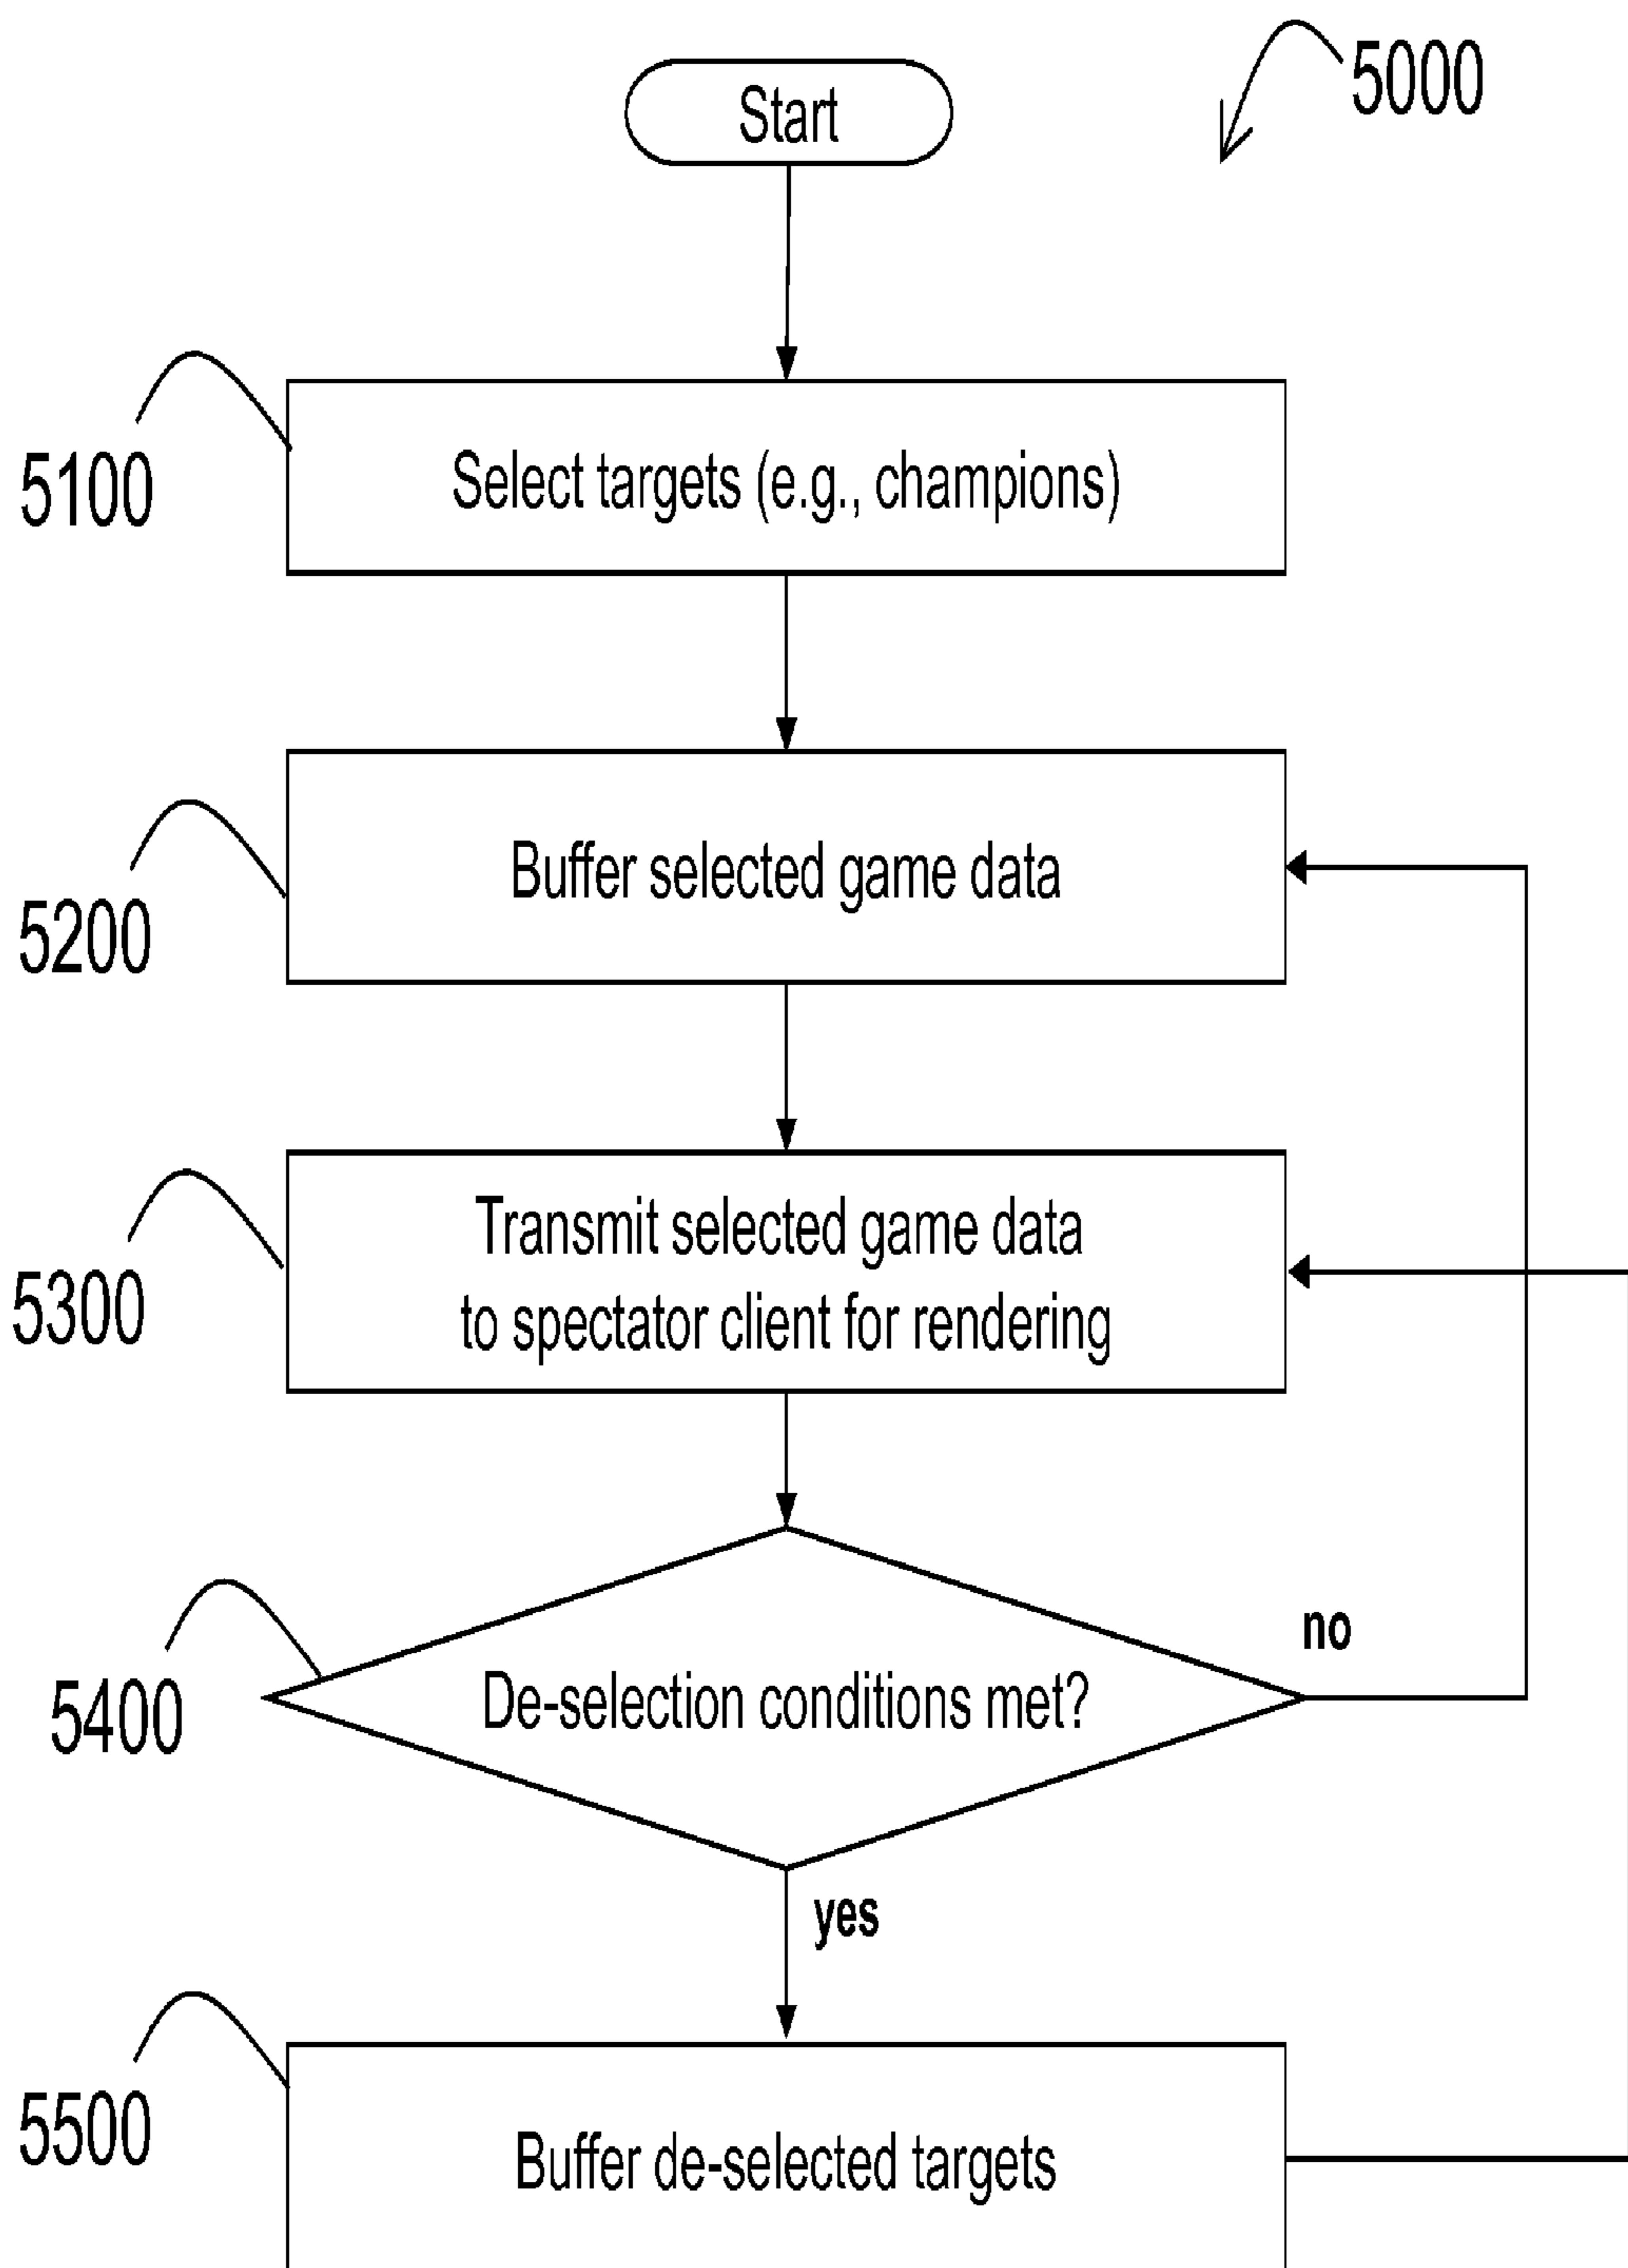 Start
5000
5100
Select targets (e.g., champions)
5200
Buffer selected game data
5300
Transmit selected game data
to spectator client for rendering
5400
De-selection conditions met?
no
yes
5500
Buffer de-selected targets